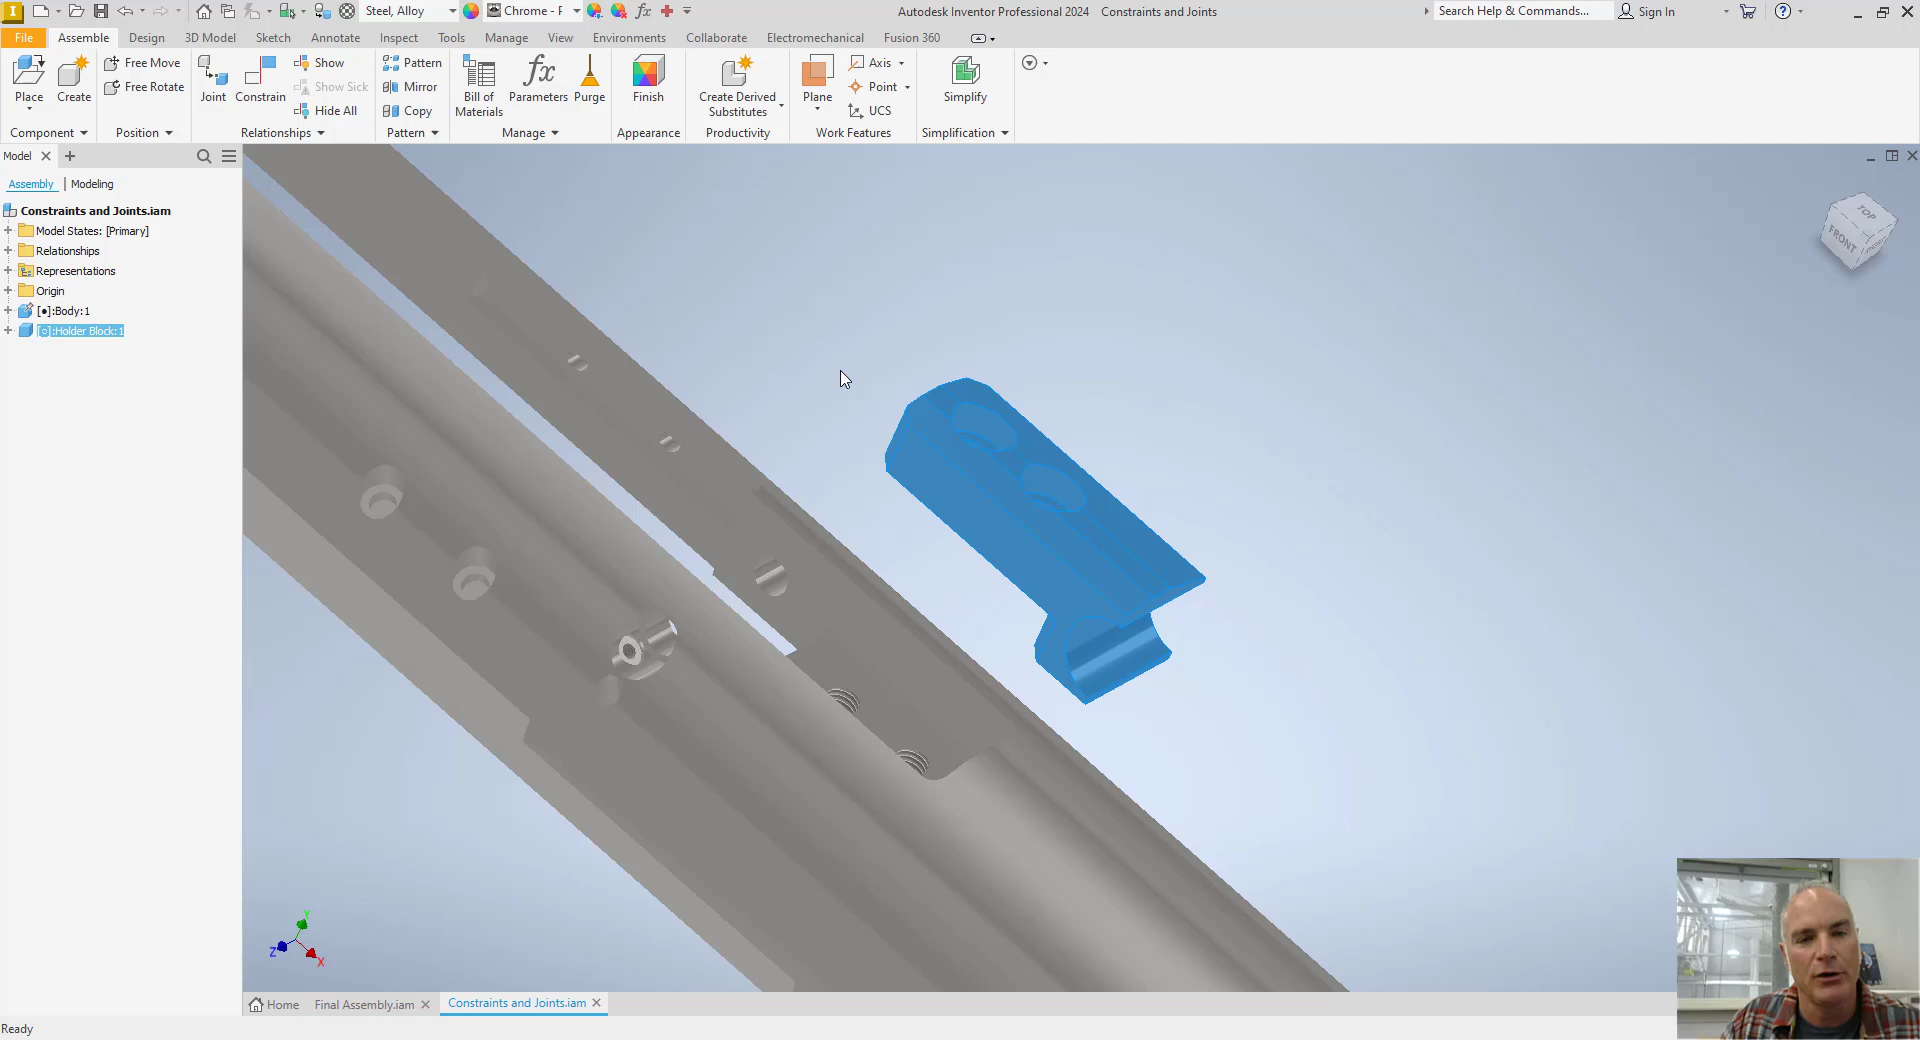 Steel, Alloy
Chrome - F
Autodesk Inventor Professional 2024 Constraints and Joints
Search Help & Commands...
Sign In
File Assemble Design 3D Model Sketch Annotate Inspect Tools Manage View Environments Collaborate Electromechanical Fusion 360
Place
Create
Component
Free Move
Free Rotate
Position
Joint
Constrain
Show
Show Sick
Hide All
Relationships
Pattern
Mirror
Copy
Pattern
Bill of
Materials
fx
Parameters
Purge
Manage
Finish
Appearance
Create Derived
Substitutes
Productivity
Plane
Axis
Point
UCS
Work Features
Simplify
Simplification
Model
Assembly | Modeling
Constraints and Joints.iam
Model States: [Primary]
Relationships
Representations
Origin
[●]:Body:1
[○]:Holder Block:1
TOP
FRONT
Y
Z
X
Home
Final Assembly.iam
Constraints and Joints.iam
Ready